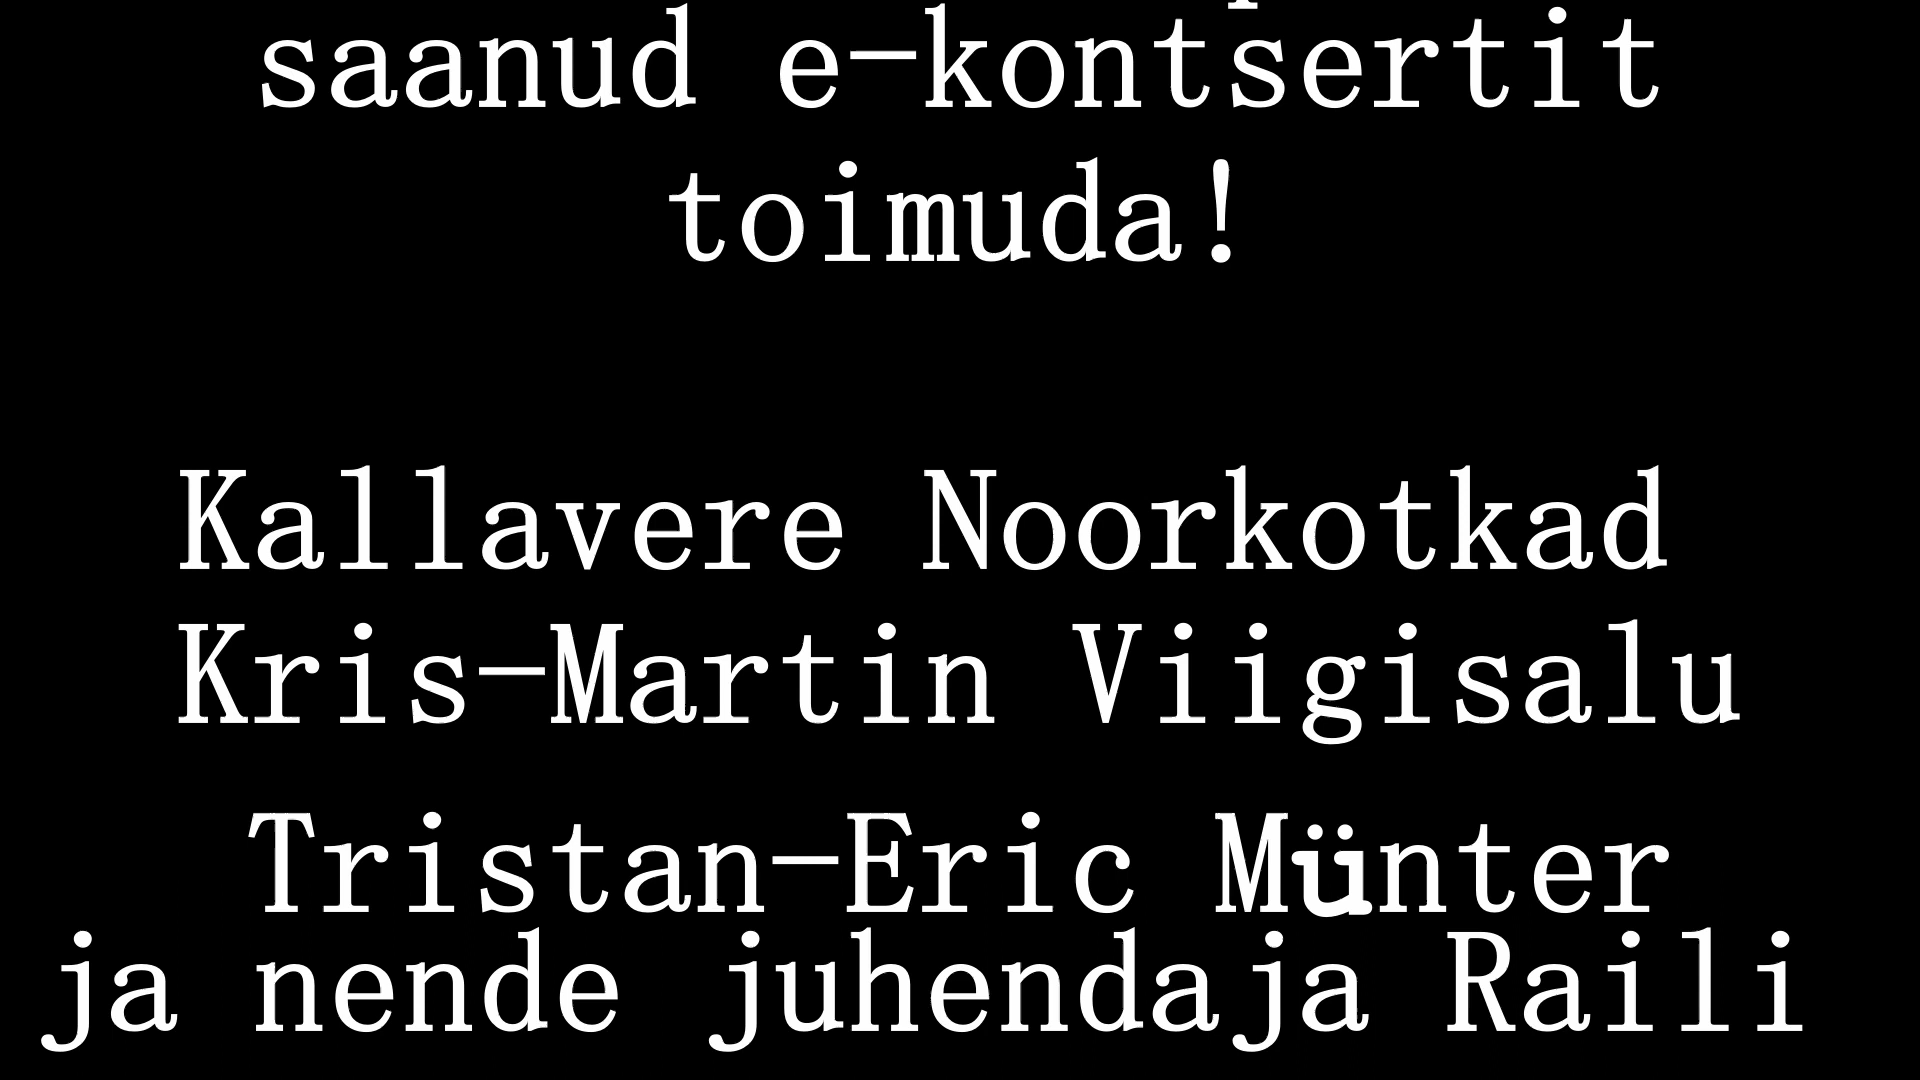 saanud e-kontsertit
toimuda!
Kallavere Noorkotkad
Kris-Martin Viigisalu
Tristan-Eric Münter
ja nende juhendaja Raili